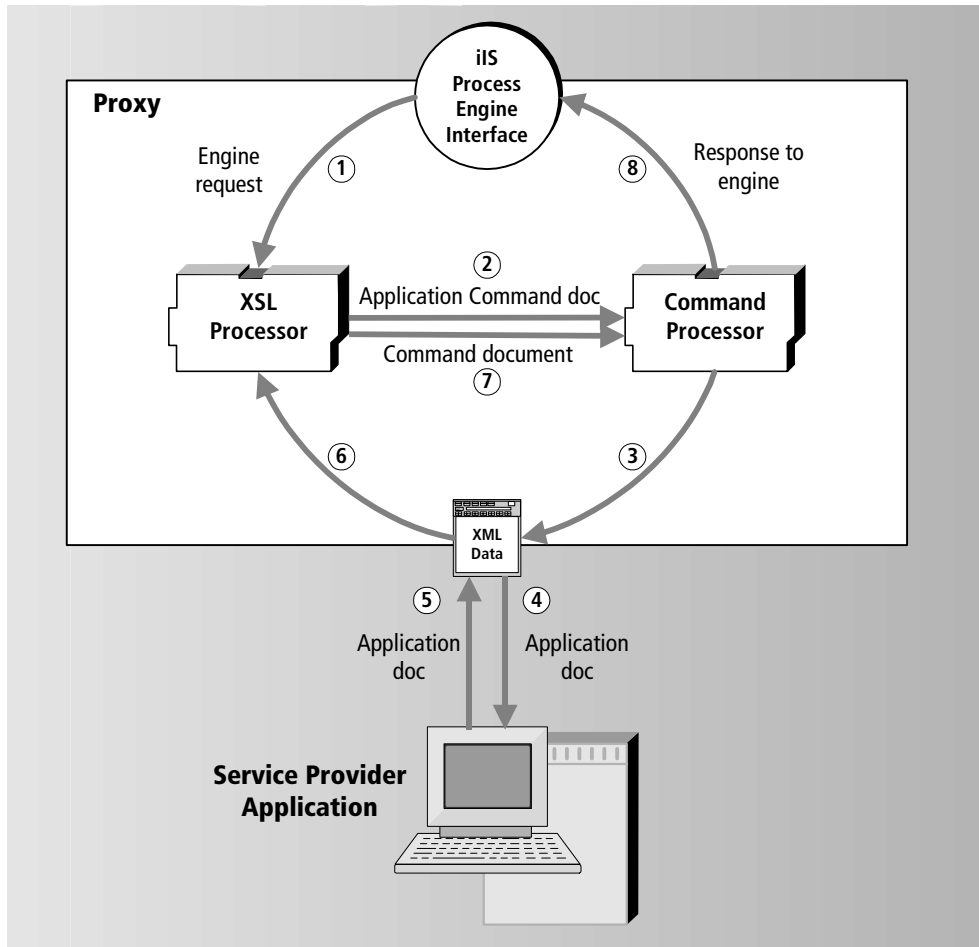 iIS
Process
Engine
Interface
Proxy
Engine
request
1
8
Response to
engine
2
Application Command doc
XSL
Processor
Command
Processor
Command document
7
6
3
XML
Data
5
4
Application
doc
Application
doc
Service Provider
Application